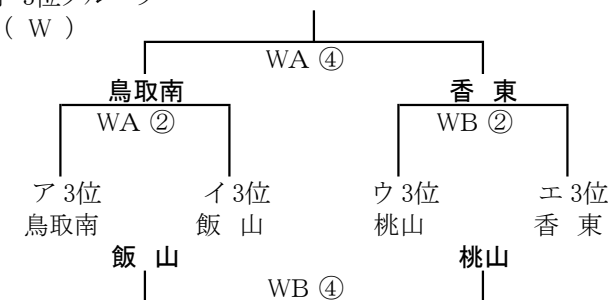 3位グループ
( W )
WA ④
鳥取南 香 東
WA ② WB ②
ア 3位 イ 3位 ウ 3位 エ 3位
鳥取南 飯 山 桃山 香 東
飯 山 桃山
WB ④